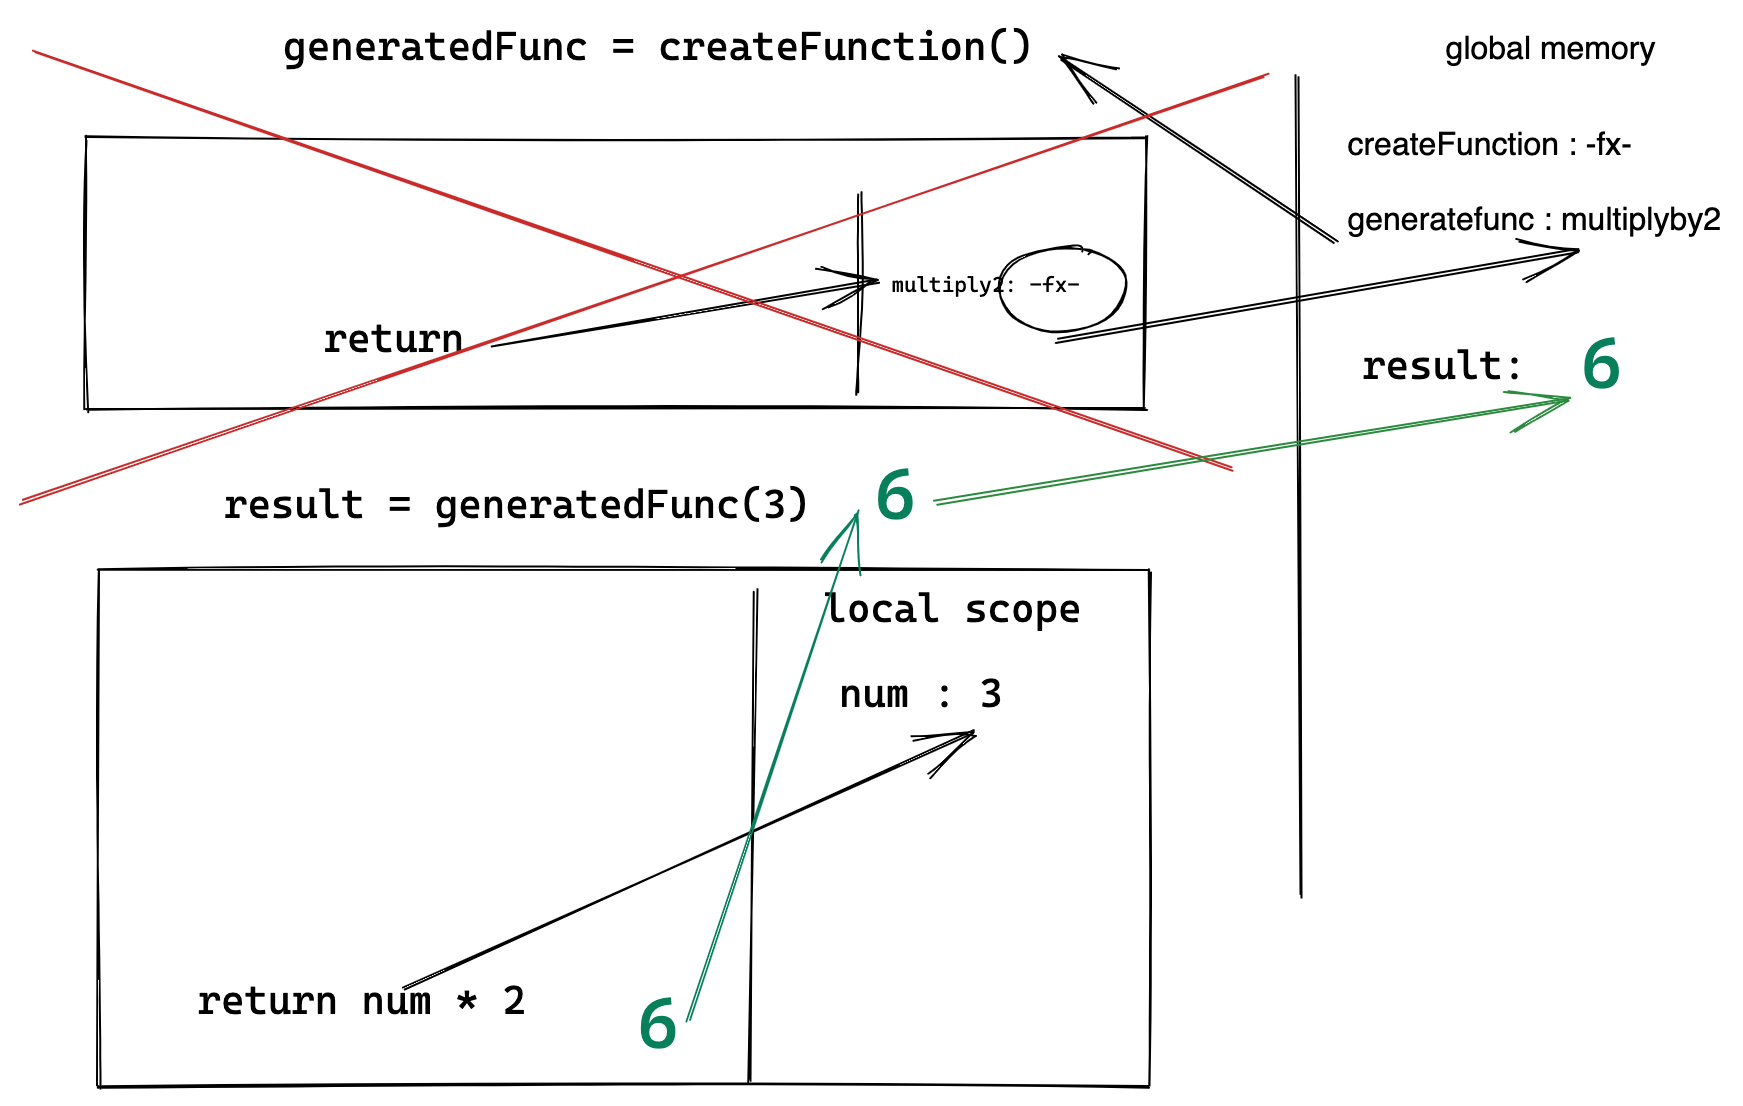 generatedFunc = createFunction()
global memory
createFunction : -fx-
generatefunc : multiplyby2
multiply2: -fx-
return
result: 6
result = generatedFunc(3) 6
local scope
num : 3
return num * 2
6